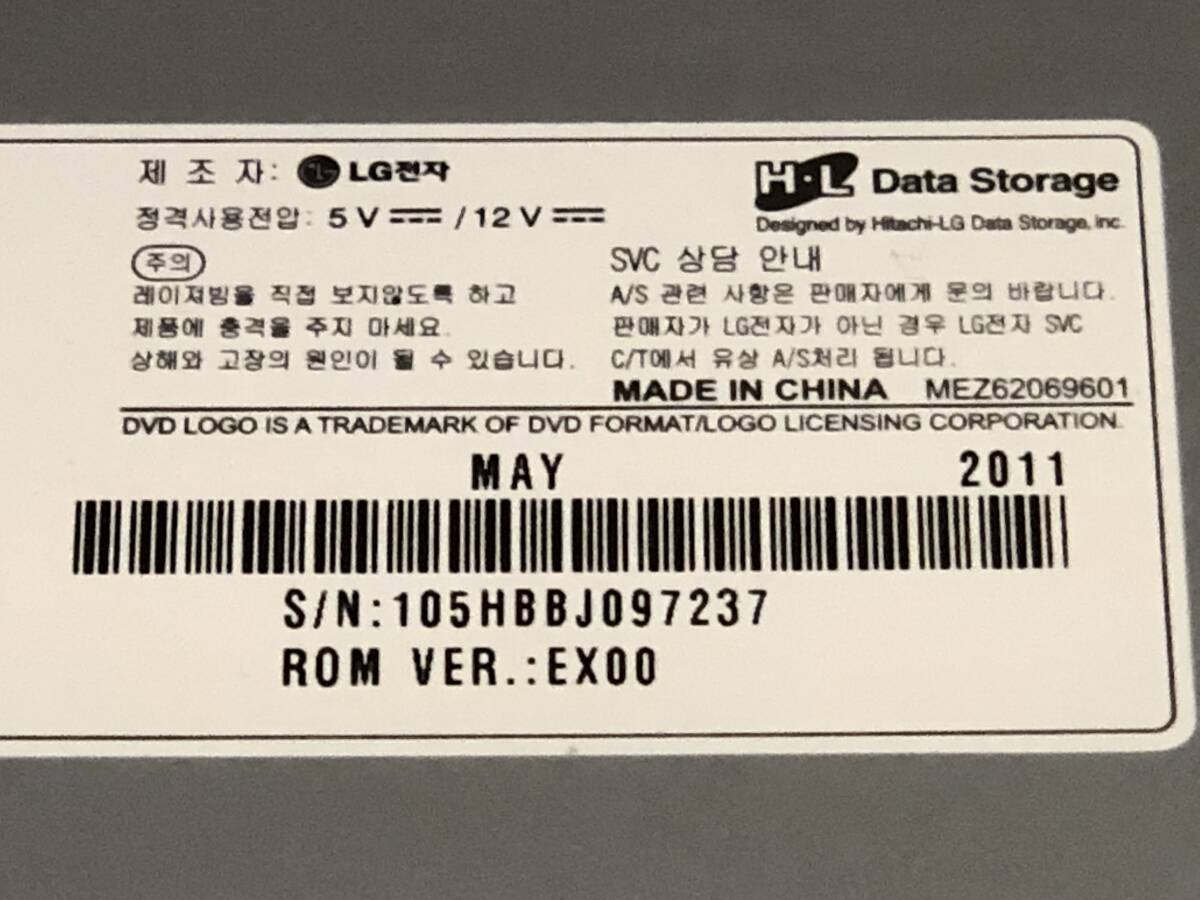 제 조 자: LG LG전자
H·L Data Storage
정격사용전압: 5 V / 12 V
Designed by Hitachi-LG Data Storage, inc.
주의
레이져빔을 직접 보지않도록 하고
제품에 충격을 주지 마세요.
상해와 고장의 원인이 될 수 있습니다.
SVC 상담 안내
A/S 관련 사항은 판매자에게 문의 바랍니다.
판매자가 LG전자가 아닌 경우 LG전자 SVC
C/T에서 유상 A/S처리 됩니다.
MADE IN CHINA MEZ62069601
DVD LOGO IS A TRADEMARK OF DVD FORMAT/LOGO LICENSING CORPORATION.
MAY 2011
S/N:105HBBJ097237
ROM VER.:EX00